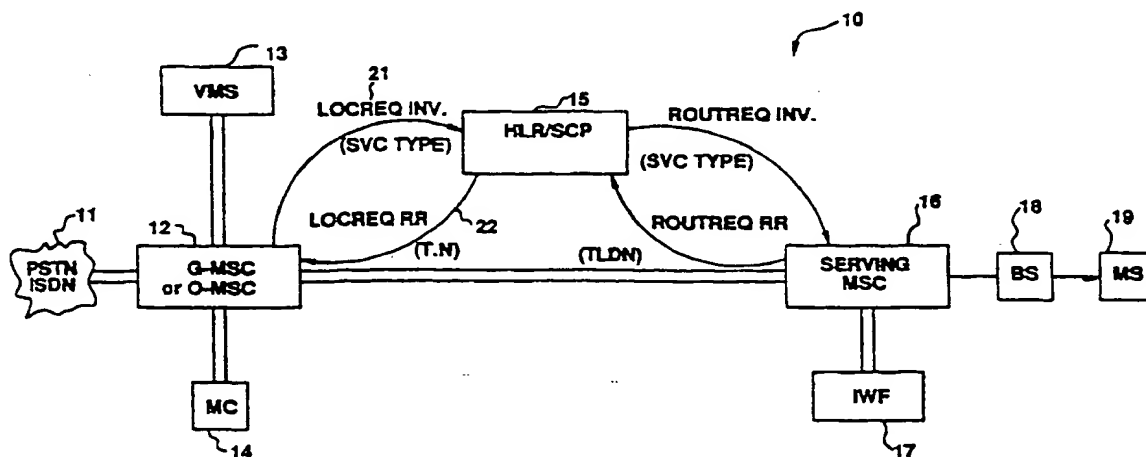 10
13
VMS
21
LOCREQ INV.
(SVC TYPE)
15
HLR/SCP
ROUTREQ INV.
(SVC TYPE)
LOCREQ RR
22
(T.N)
ROUTREQ RR
(TLDN)
11
PSTN
ISDN
12
G-MSC
or O-MSC
16
SERVING
MSC
18
BS
19
MS
MC
14
IWF
17